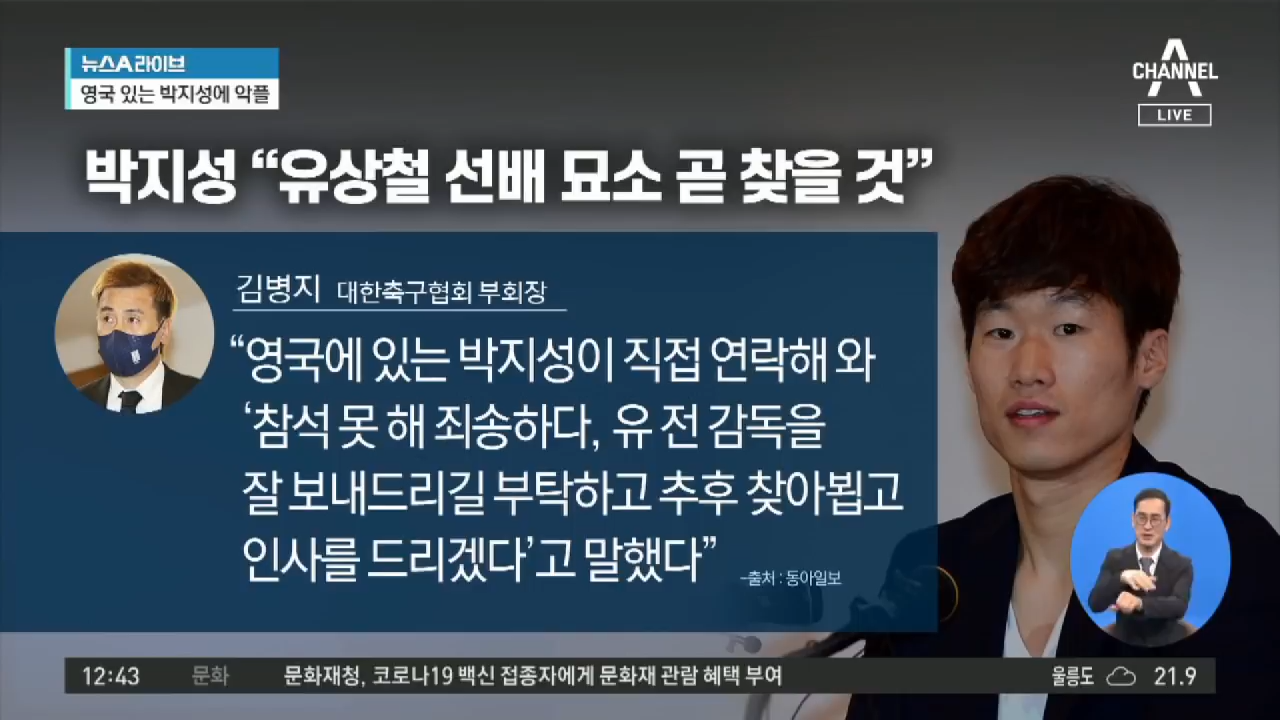 뉴스A 라이브
영국 있는 박지성에 악플
CHANNEL A
LIVE
박지성 “유상철 선배 묘소 곧 찾을 것”
김병지 대한축구협회 부회장
“영국에 있는 박지성이 직접 연락해 와
‘참석 못 해 죄송하다, 유 전 감독을
잘 보내드리길 부탁하고 추후 찾아뵙고
인사를 드리겠다’고 말했다”
-출처 : 동아일보
12:43 문화 문화재청, 코로나19 백신 접종자에게 문화재 관람 혜택 부여 울릉도 21.9